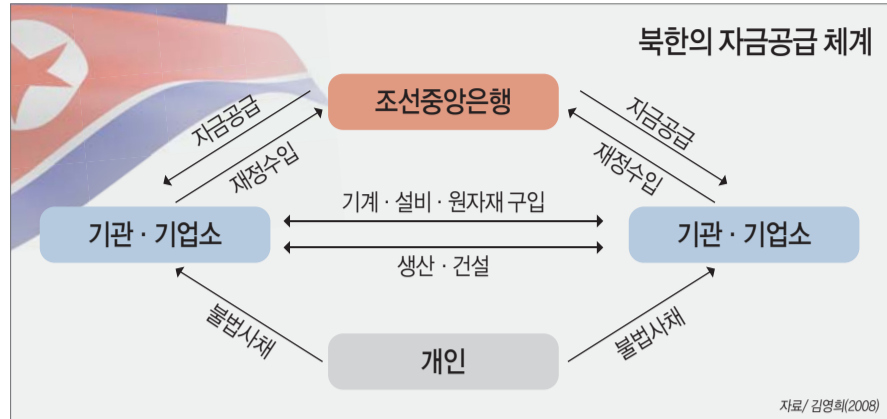 북한의 자금공급 체계
조선중앙은행
자금공급
재정수입
자금공급
재정수입
기관 · 기업소
기계 · 설비 · 원자재 구입
생산 · 건설
기관 · 기업소
불법사채
개인
불법사채
자료/ 김영희(2008)